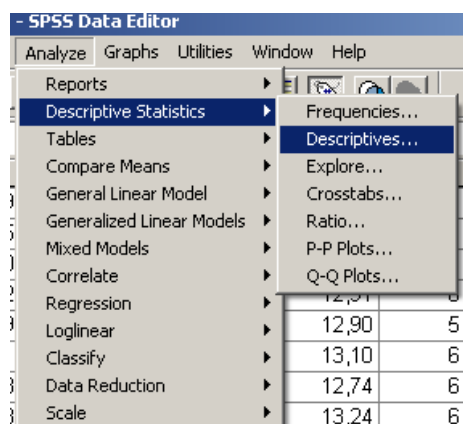 - SPSS Data Editor
Analyze Graphs Utilities Window Help
Reports
Descriptive Statistics
Tables
Compare Means
General Linear Model
Generalized Linear Models
Mixed Models
Correlate
Regression
Loglinear
Classify
Data Reduction
Scale
Frequencies...
Descriptives...
Explore...
Crosstabs...
Ratio...
P-P Plots...
Q-Q Plots...
12,90 5
13,10 6
12,74 6
13,24 6